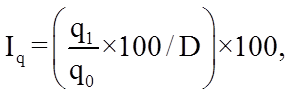 I_q = (q_1/q_0 × 100 / D) × 100,